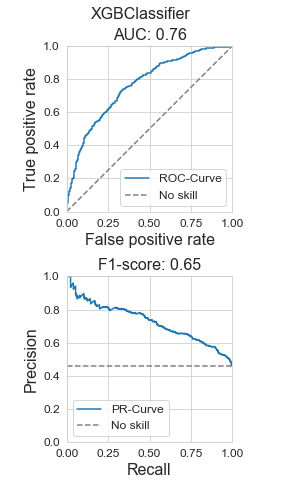 XGBClassifier
AUC: 0.76
1.0
0.8
0.6
0.4
0.2
0.0
True positive rate
ROC-Curve
No skill
0.00 0.25 0.50 0.75 1.00
False positive rate
F1-score: 0.65
1.0
0.8
0.6
0.4
0.2
0.0
Precision
PR-Curve
No skill
0.00 0.25 0.50 0.75 1.00
Recall